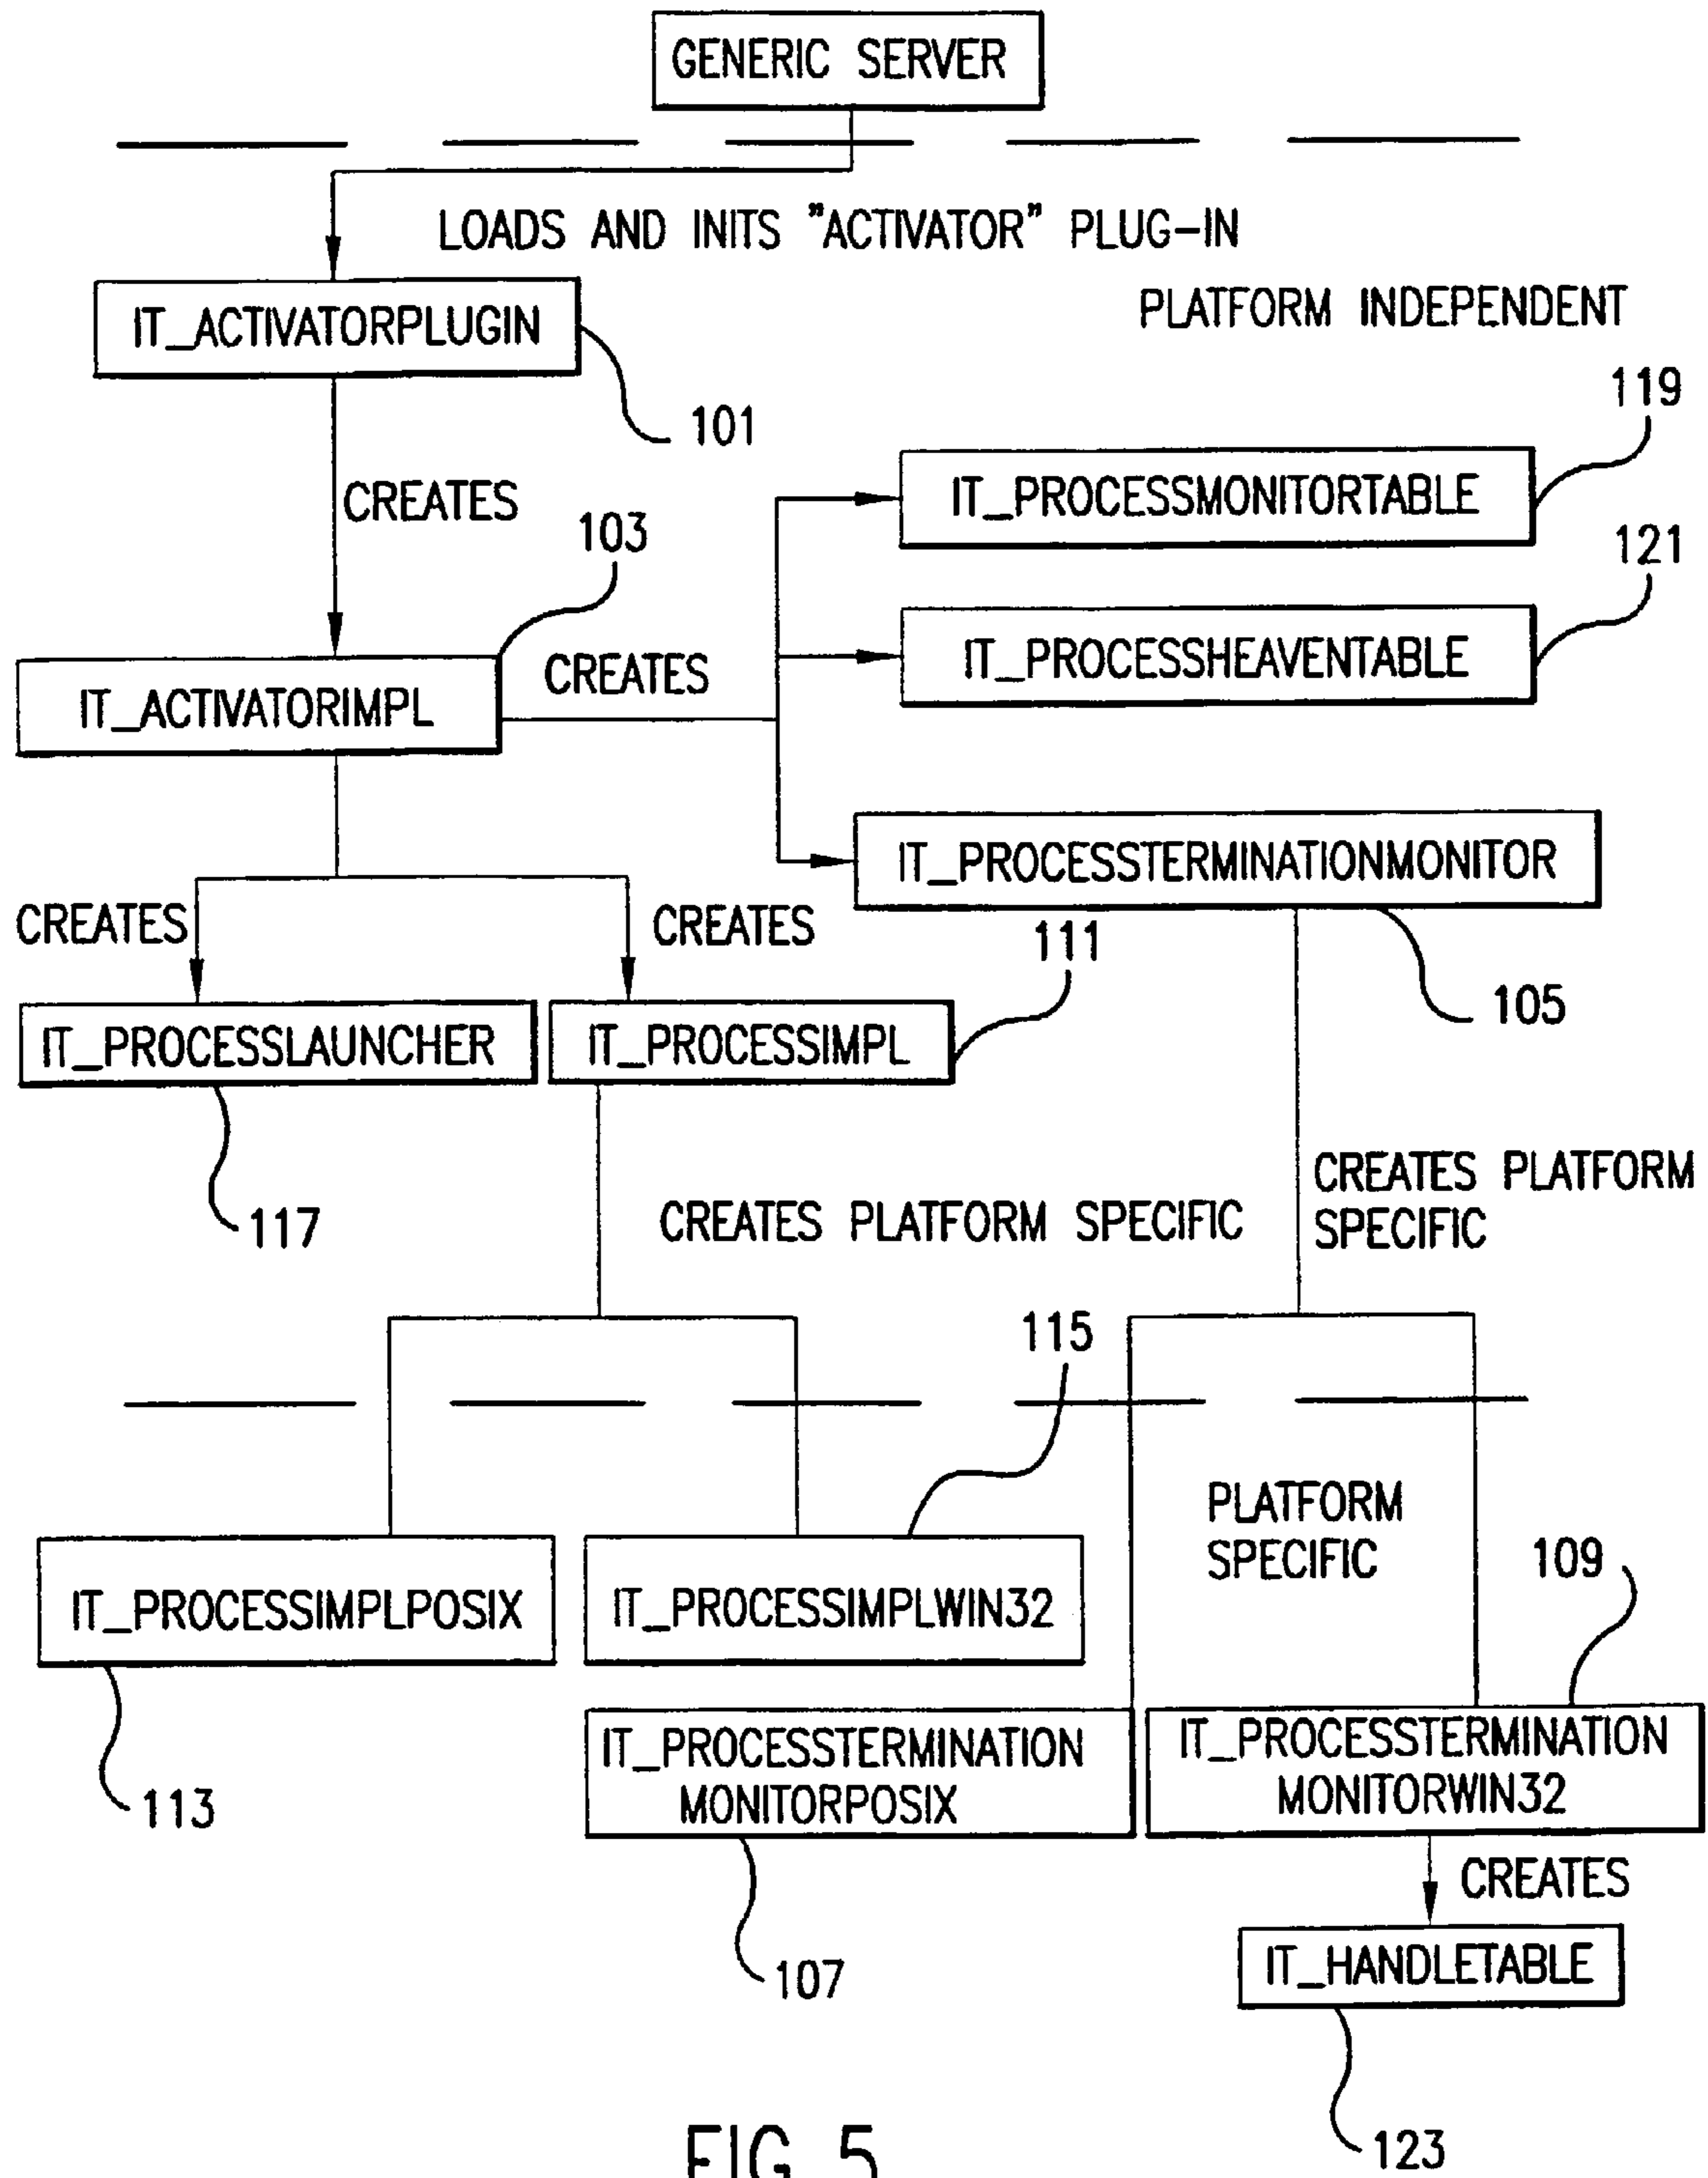 GENERIC SERVER
LOADS AND INITS "ACTIVATOR" PLUG-IN
IT_ACTIVATORPLUGIN
PLATFORM INDEPENDENT
101
119
CREATES
IT_PROCESSMONITORTABLE
103
121
CREATES
IT_PROCESSHEAVENTABLE
IT_ACTIVATORIMPL
IT_PROCESSTERMINATIONMONITOR
CREATES
CREATES
111
105
IT_PROCESSLAUNCHER
IT_PROCESSIMPL
117
CREATES PLATFORM SPECIFIC
CREATES PLATFORM
SPECIFIC
115
PLATFORM
SPECIFIC
109
IT_PROCESSIMPLPOSIX
IT_PROCESSIMPLWIN32
113
IT_PROCESSTERMINATION
MONITORPOSIX
IT_PROCESSTERMINATION
MONITORWIN32
107
CREATES
IT_HANDLETABLE
123
FIG. 5